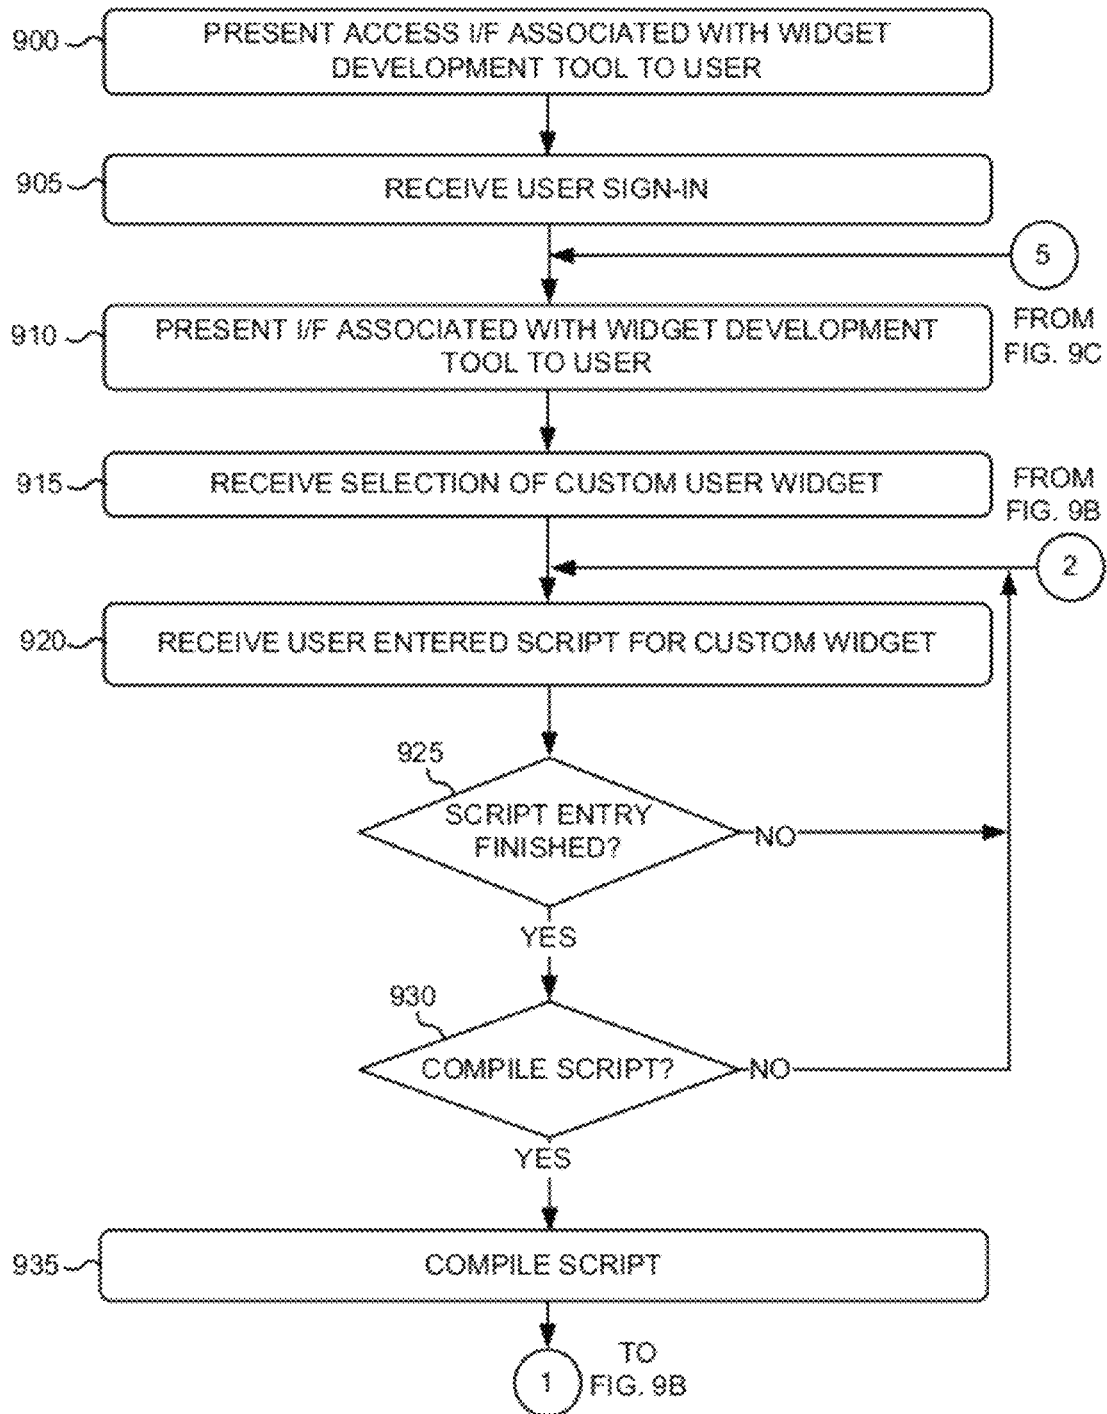 900
PRESENT ACCESS I/F ASSOCIATED WITH WIDGET
DEVELOPMENT TOOL TO USER
905
RECEIVE USER SIGN-IN
5
FROM
FIG. 9C
910
PRESENT I/F ASSOCIATED WITH WIDGET DEVELOPMENT
TOOL TO USER
915
RECEIVE SELECTION OF CUSTOM USER WIDGET
FROM
FIG. 9B
2
920
RECEIVE USER ENTERED SCRIPT FOR CUSTOM WIDGET
925
SCRIPT ENTRY
FINISHED?
NO
YES
930
COMPILE SCRIPT?
NO
YES
935
COMPILE SCRIPT
1
TO
FIG. 9B